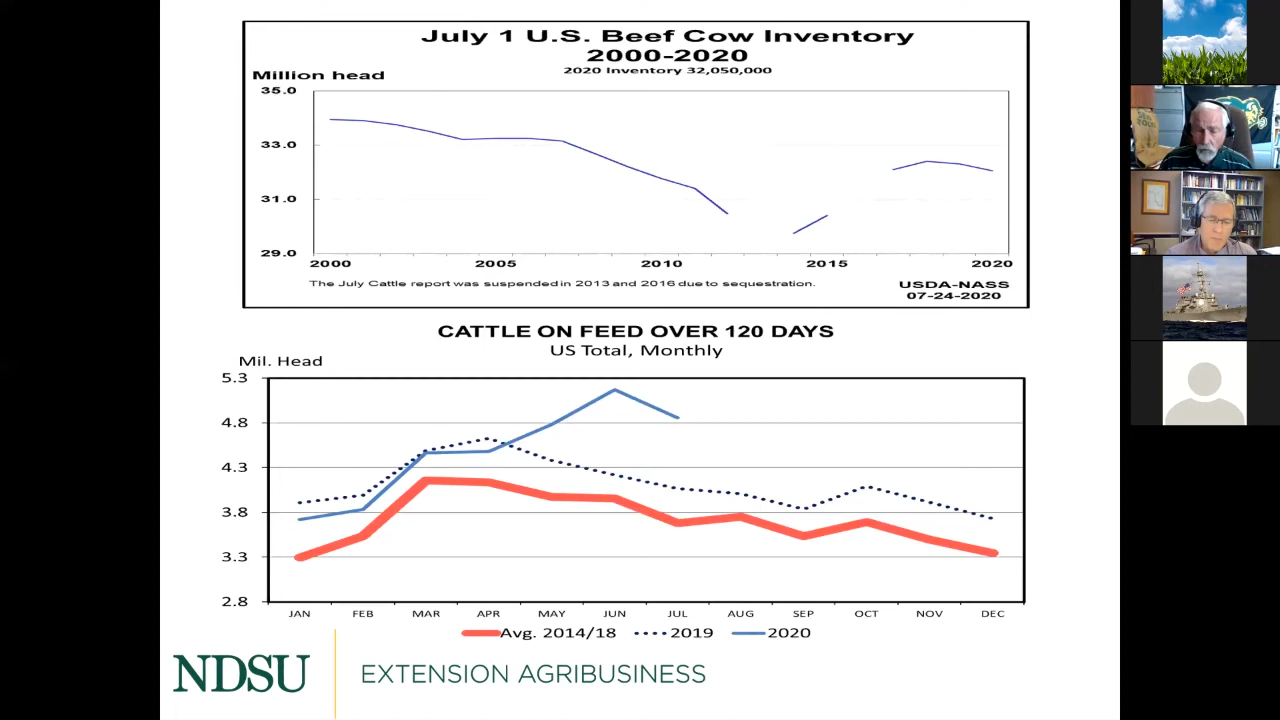 July 1 U.S. Beef Cow Inventory
2000-2020
2020 Inventory 32,050,000
Million head
35.0
33.0
31.0
29.0
2000 2005 2010 2015 2020
The July Cattle report was suspended in 2013 and 2016 due to sequestration.
USDA-NASS
07-24-2020
CATTLE ON FEED OVER 120 DAYS
US Total, Monthly
Mil. Head
5.3
4.8
4.3
3.8
3.3
2.8
JAN FEB MAR APR MAY JUN JUL AUG SEP OCT NOV DEC
Avg. 2014/18 2019 2020
NDSU EXTENSION AGRIBUSINESS